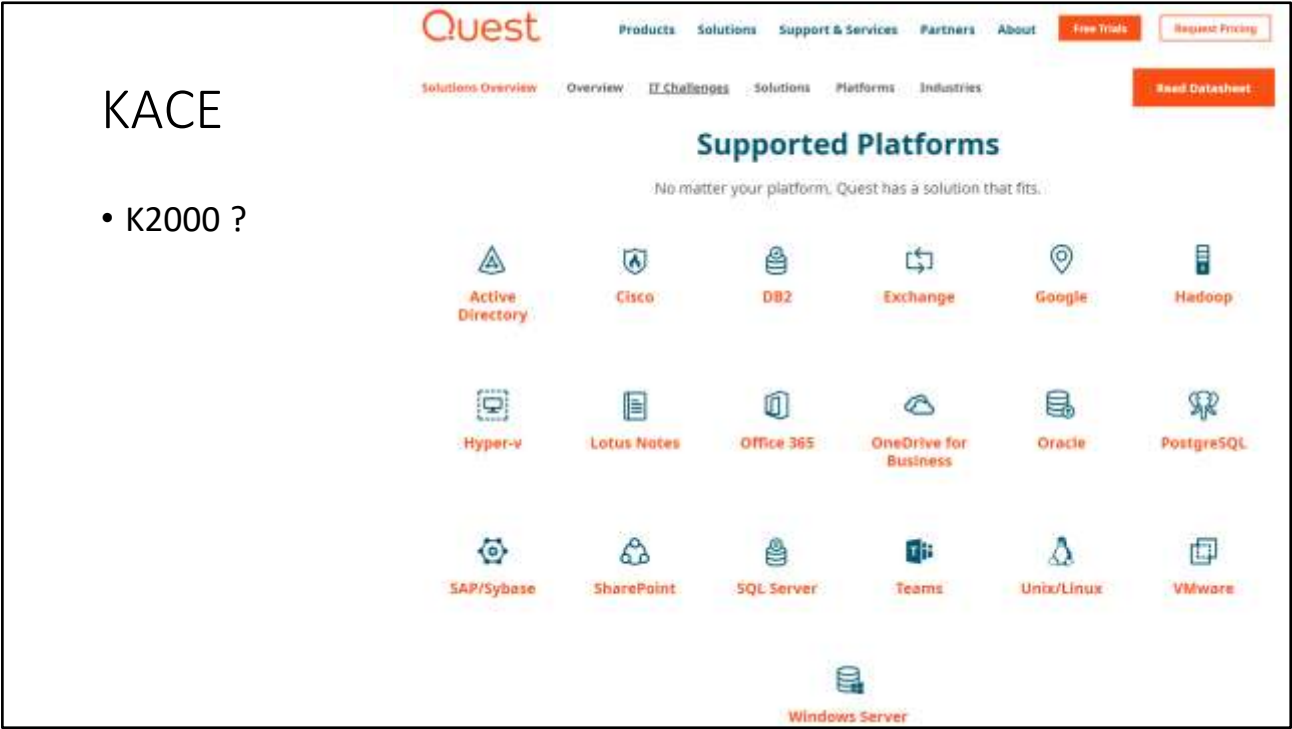 KACE
• K2000 ?
Quest
Products Solutions Support & Services Partners About Free Trials Request Pricing
Solutions Overview Overview IT Challenges Solutions Platforms Industries Read Datasheet
Supported Platforms
No matter your platform, Quest has a solution that fits.
Active
Directory
Cisco
DB2
Exchange
Google
Hadoop
Hyper-v
Lotus Notes
Office 365
OneDrive for
Business
Oracle
PostgreSQL
SAP/Sybase
SharePoint
SQL Server
Teams
Unix/Linux
VMware
Windows Server